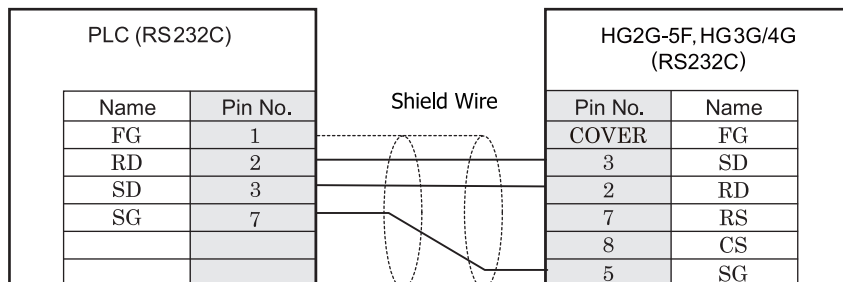 PLC (RS232C)
HG2G-5F, HG3G/4G
(RS232C)
Shield Wire
Name Pin No. Pin No. Name
FG 1 COVER FG
RD 2 3 SD
SD 3 2 RD
SG 7 7 RS
8 CS
5 SG